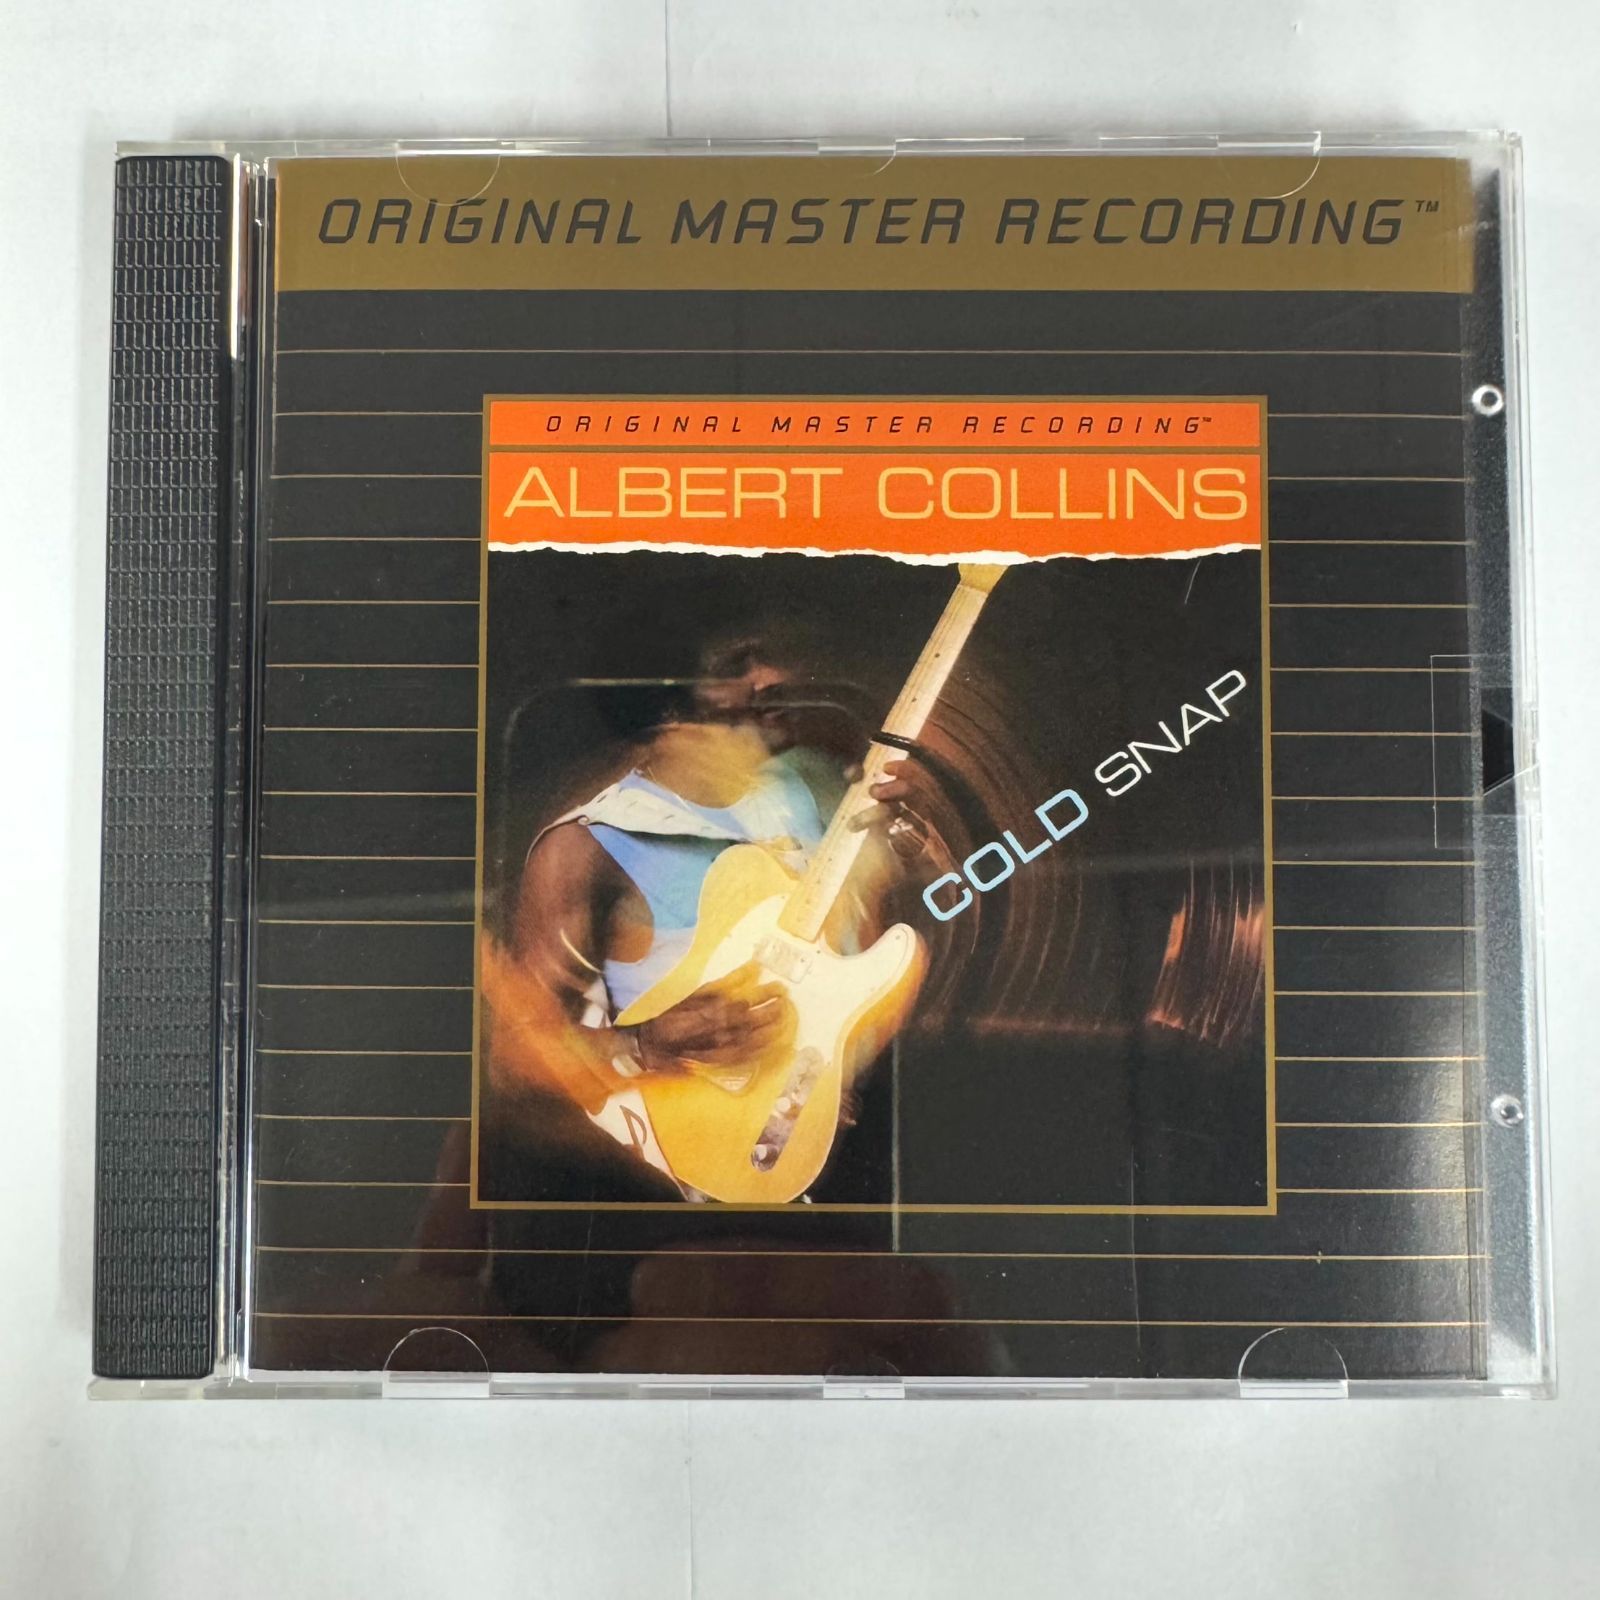 ORIGINAL MASTER RECORDING™
ORIGINAL MASTER RECORDING™
ALBERT COLLINS
COLD SNAP